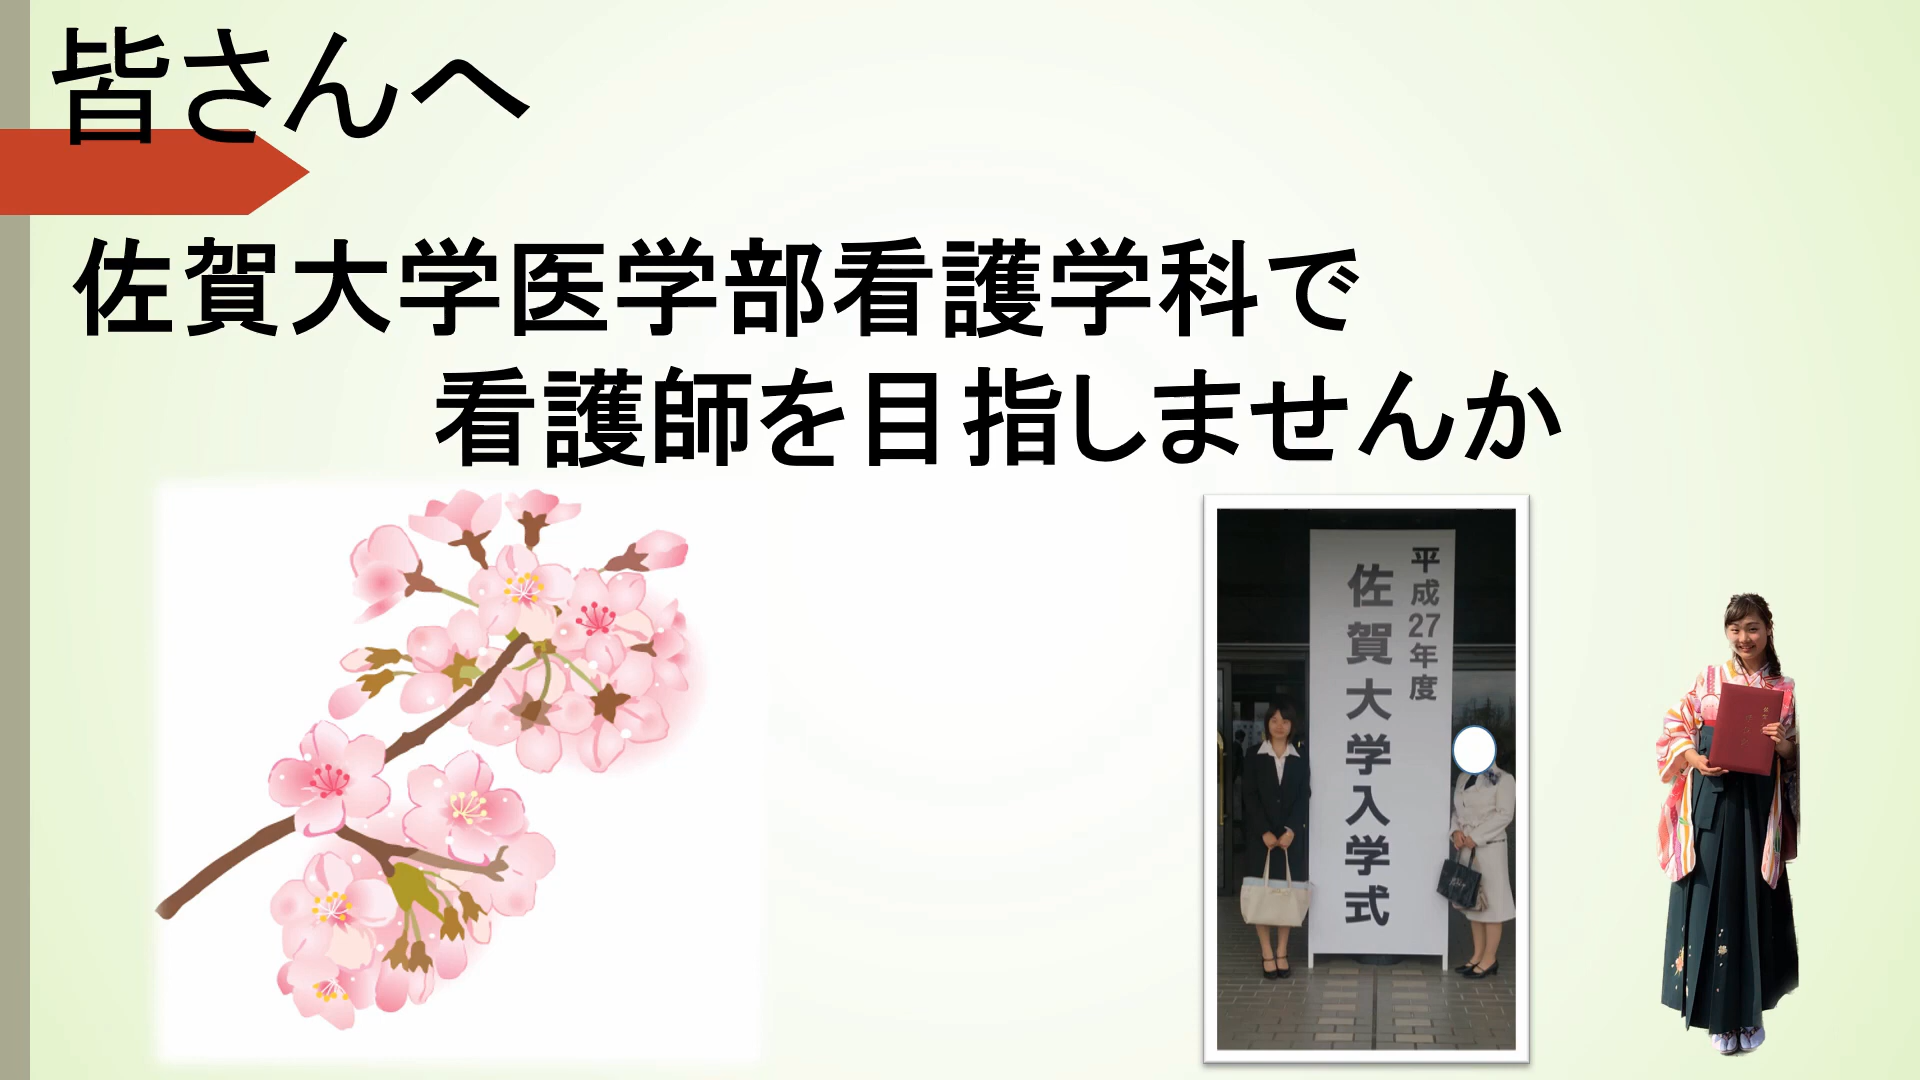 皆さんへ
佐賀大学医学部看護学科で
看護師を目指しませんか
平成27年度
佐賀大学入学式